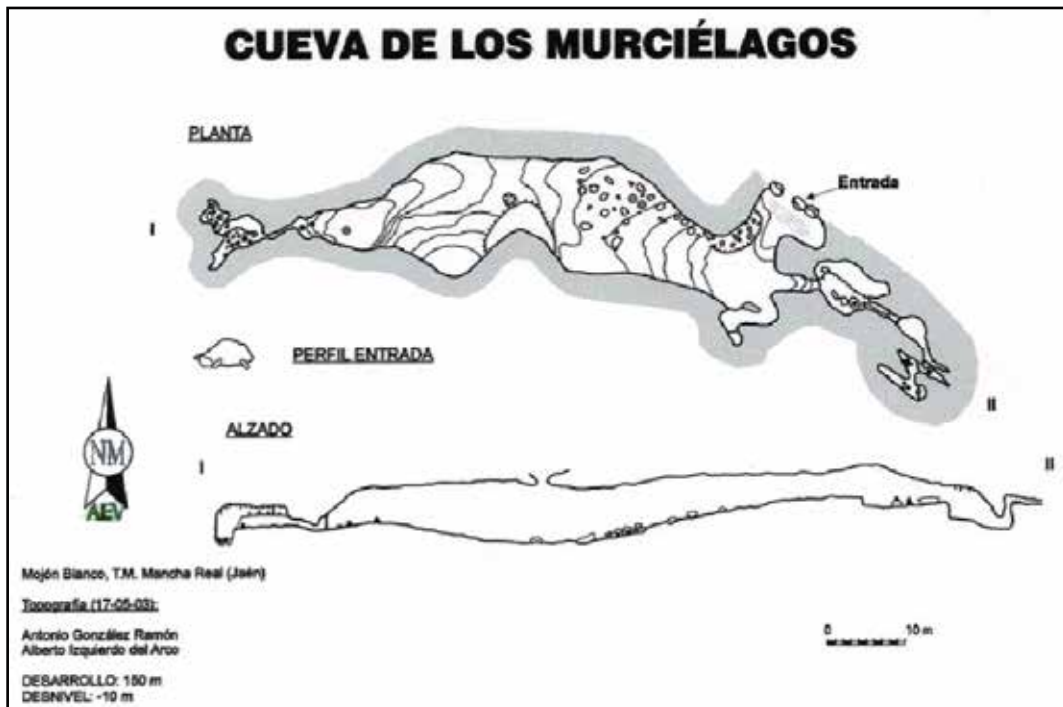 CUEVA DE LOS MURCIÉLAGOS
PLANTA
Entrada
I
II
PERFIL ENTRADA
ALZADO
I
II
NM
AEV
Mojón Blanco, T.M. Mancha Real (Jaén)
Topografía (17-05-03):
Antonio González Ramón
Alberto Izquierdo del Arco
0 10 m
DESARROLLO: 150 m
DESNIVEL: -10 m